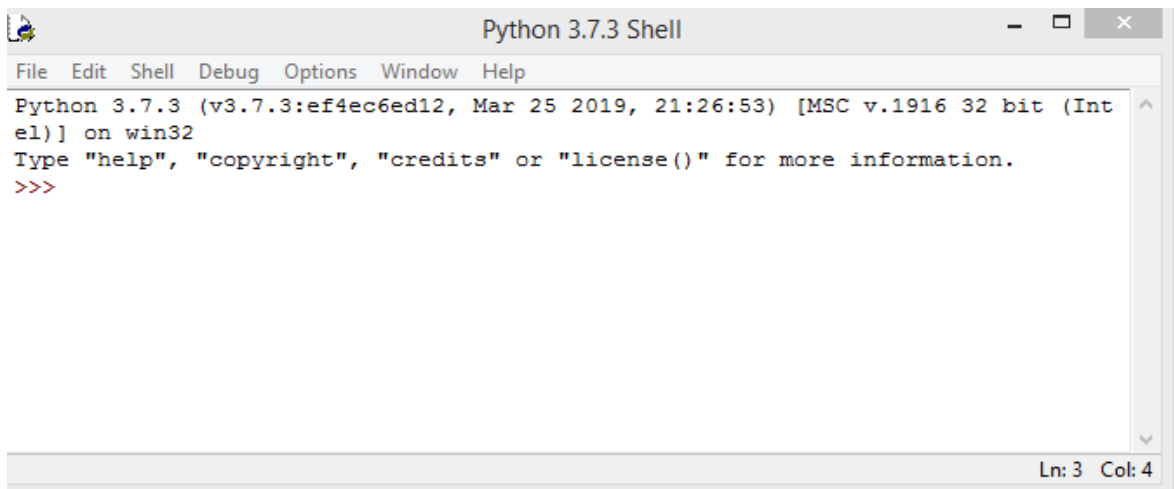 Python 3.7.3 Shell
File Edit Shell Debug Options Window Help
Python 3.7.3 (v3.7.3:ef4ec6ed12, Mar 25 2019, 21:26:53) [MSC v.1916 32 bit (Int
el)] on win32
Type "help", "copyright", "credits" or "license()" for more information.
>>>
Ln: 3 Col: 4